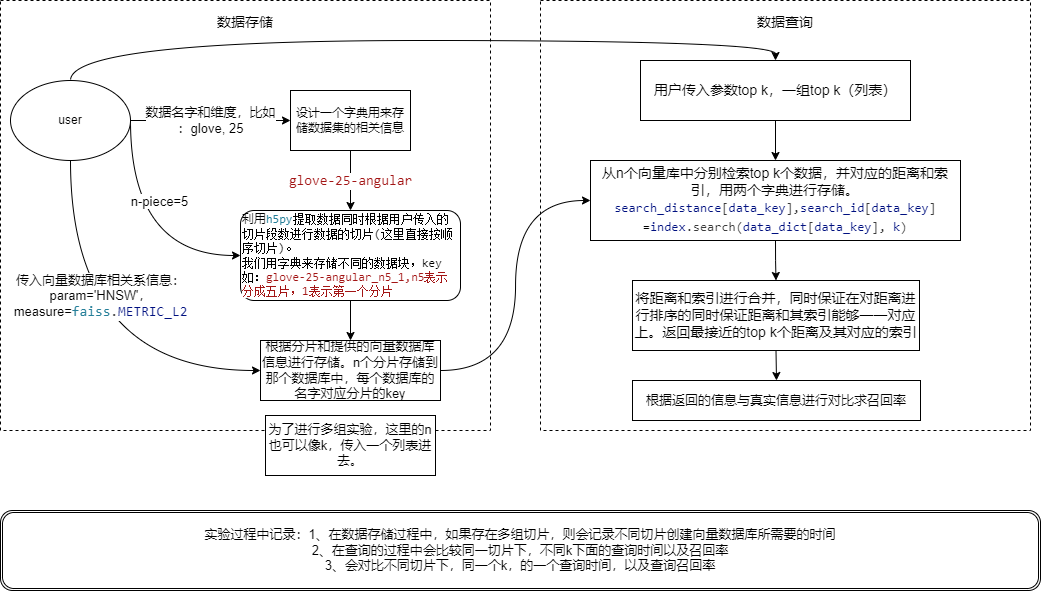 数据存储
user
数据名字和维度，比如
：glove, 25
设计一个字典用来存
储数据集的相关信息
glove-25-angular
n-piece=5
利用h5py提取数据同时根据用户传入的
切片段数进行数据的切片(这里直接按顺
序切片)。
我们用字典来存储不同的数据块，key
如：glove-25-angular_n5_1,n5表示
分成五片，1表示第一个分片
传入向量数据库相关系信息：
param='HNSW',
measure=faiss.METRIC_L2
根据分片和提供的向量数据库
信息进行存储。n个分片存储到
那个数据库中，每个数据库的
名字对应分片的key
为了进行多组实验，这里的n
也可以像k，传入一个列表进
去。
数据查询
用户传入参数top k，一组top k（列表）
从n个向量库中分别检索top k个数据，并对应的距离和索
引，用两个字典进行存储。
search_distance[data_key],search_id[data_key]
=index.search(data_dict[data_key], k)
将距离和索引进行合并，同时保证在对距离进
行排序的同时保证距离和其索引能够——对应
上。返回最接近的top k个距离及其对应的索引
根据返回的信息与真实信息进行对比求召回率
实验过程中记录：1、在数据存储过程中，如果存在多组切片，则会记录不同切片创建向量数据库所需要的时间
2、在查询的过程中会比较同一切片下，不同k下面的查询时间以及召回率
3、会对比不同切片下，同一个k，的一个查询时间，以及查询召回率